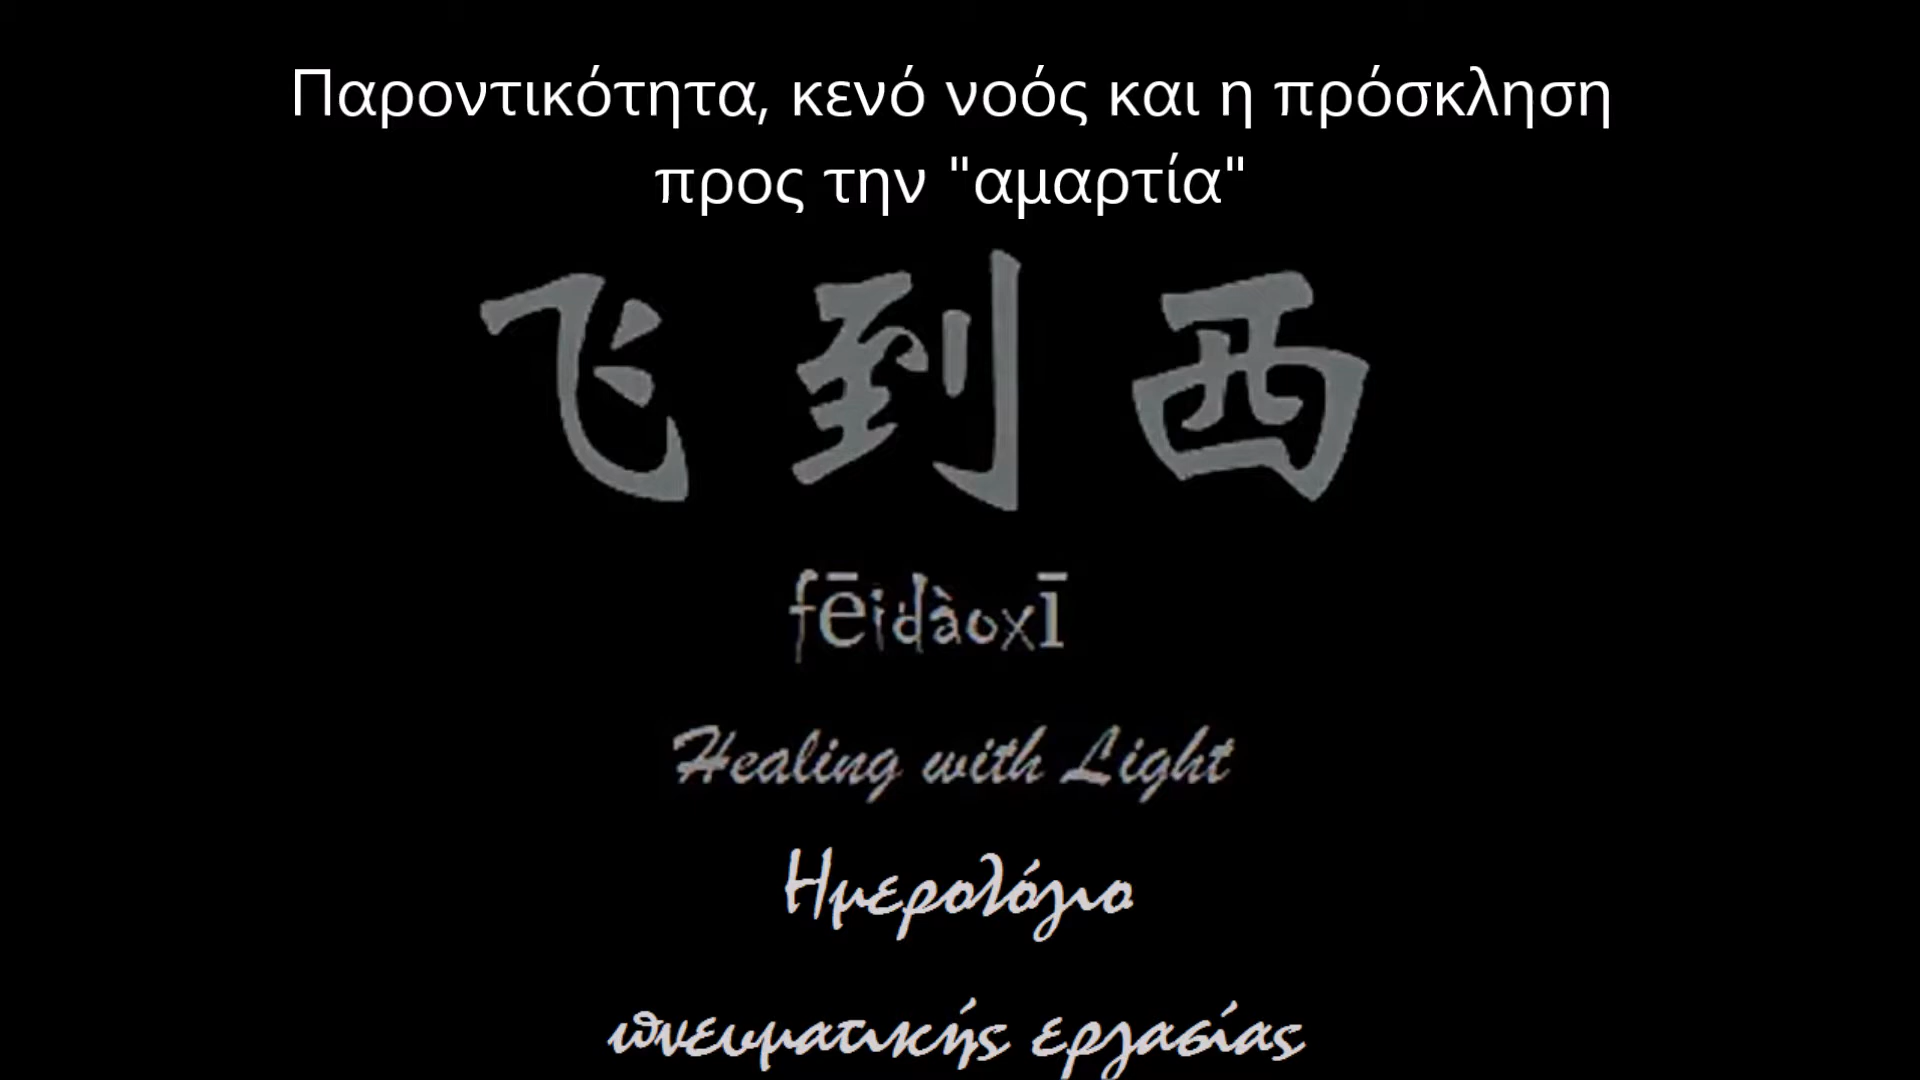 Παροντικότητα, κενό νοός και η πρόσκληση
προς την "αμαρτία"
飞到西
fēidàoxī
Healing with Light
Ημερολόγιο
πνευματικής εργασίας